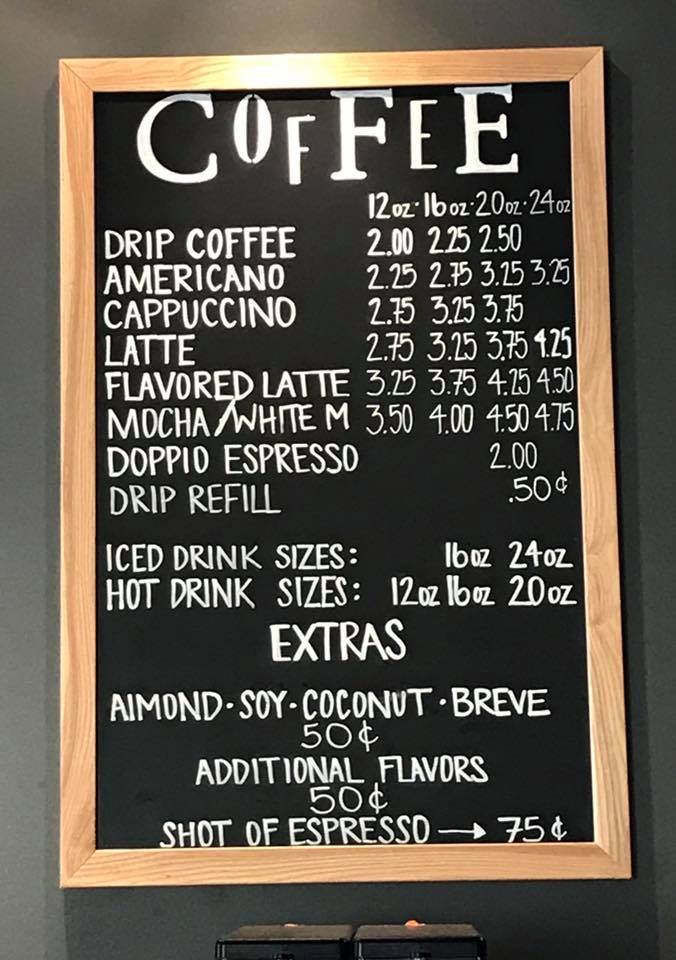 COFFEE
12oz·16oz·20oz·24oz
DRIP COFFEE 2.00 2.25 2.50
AMERICANO 2.25 2.75 3.25 3.25
CAPPUCCINO 2.75 3.25 3.75
LATTE 2.75 3.25 3.75 4.25
FLAVORED LATTE 3.25 3.75 4.25 4.50
MOCHA/WHITE M 3.50 4.00 4.50 4.75
DOPPIO ESPRESSO 2.00
DRIP REFILL .50¢
ICED DRINK SIZES: 16oz 24oz
HOT DRINK SIZES: 12oz 16oz 20oz
EXTRAS
ALMOND·SOY·COCONUT·BREVE
50¢
ADDITIONAL FLAVORS
50¢
SHOT OF ESPRESSO → 75¢